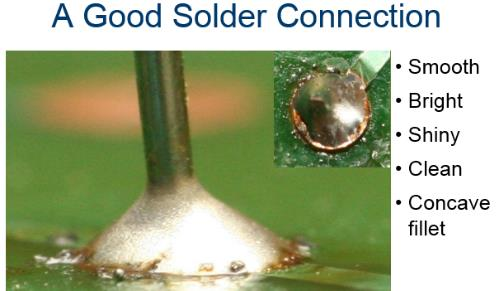 A Good Solder Connection
• Smooth
• Bright
• Shiny
• Clean
• Concave
fillet